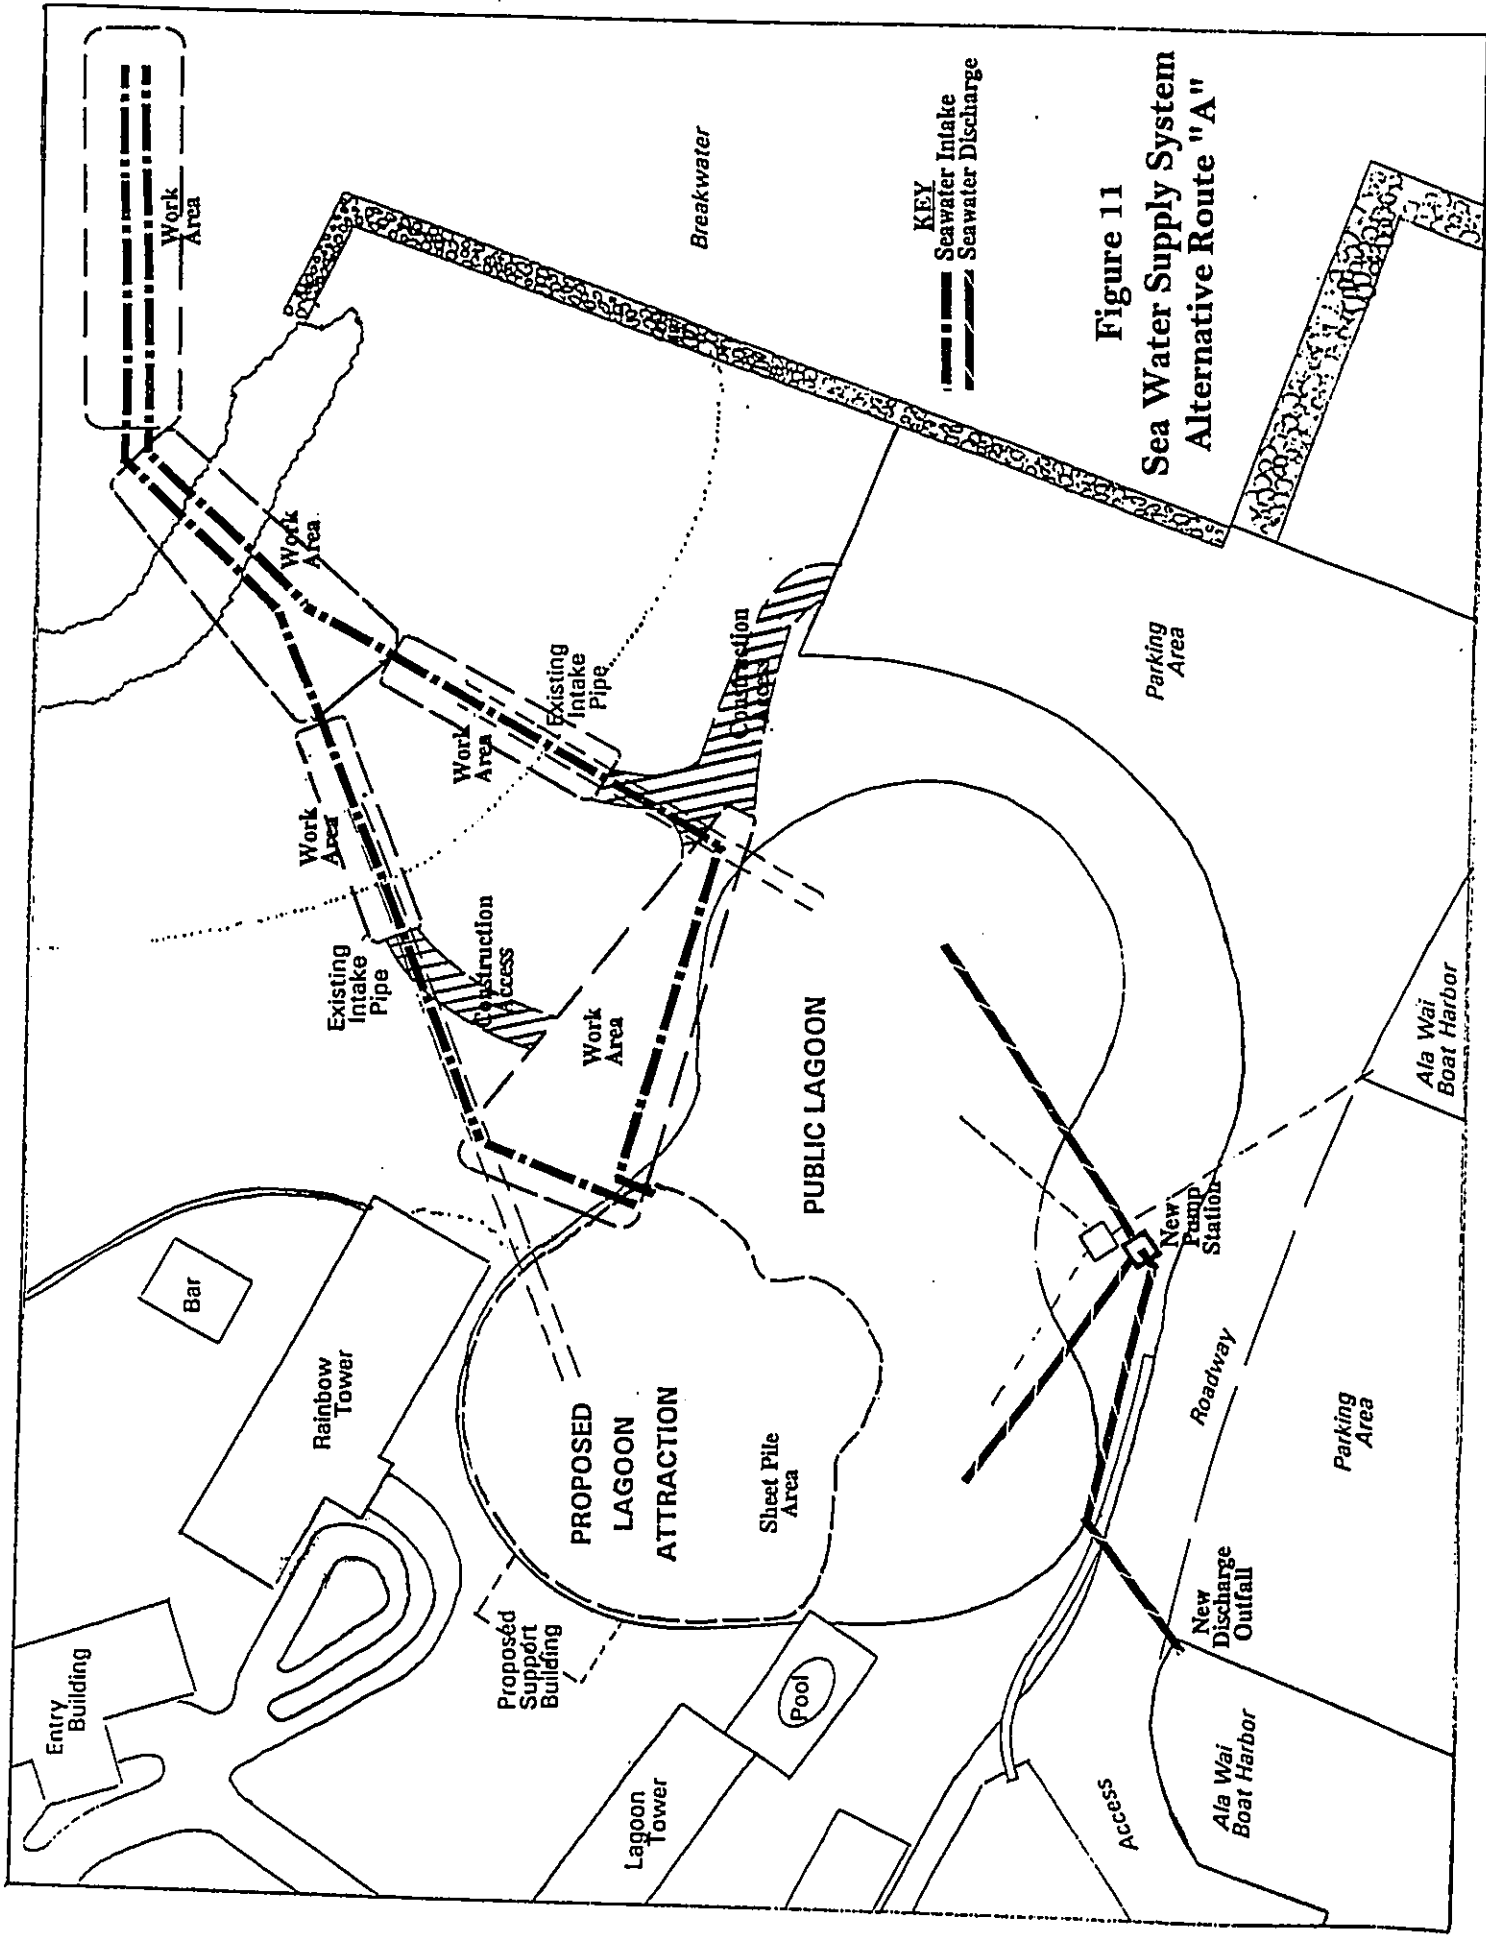 Entry
Building
Bar
Rainbow
Tower
Proposed
Support
Building
Lagoon
Tower
Pool
PROPOSED
LAGOON
ATTRACTION
Sheet Pile
Area
PUBLIC LAGOON
Existing
Intake
Pipe
Construction
Access
Work
Area
Work
Area
Work
Area
Existing
Intake
Pipe
Construction
Access
Work
Area
Work
Area
Breakwater
KEY
Seawater Intake
Seawater Discharge
Figure 11
Sea Water Supply System
Alternative Route "A"
Parking
Area
New
Pump
Station
Roadway
Parking
Area
Ala Wai
Boat Harbor
New
Discharge
Outfall
Access
Ala Wai
Boat Harbor